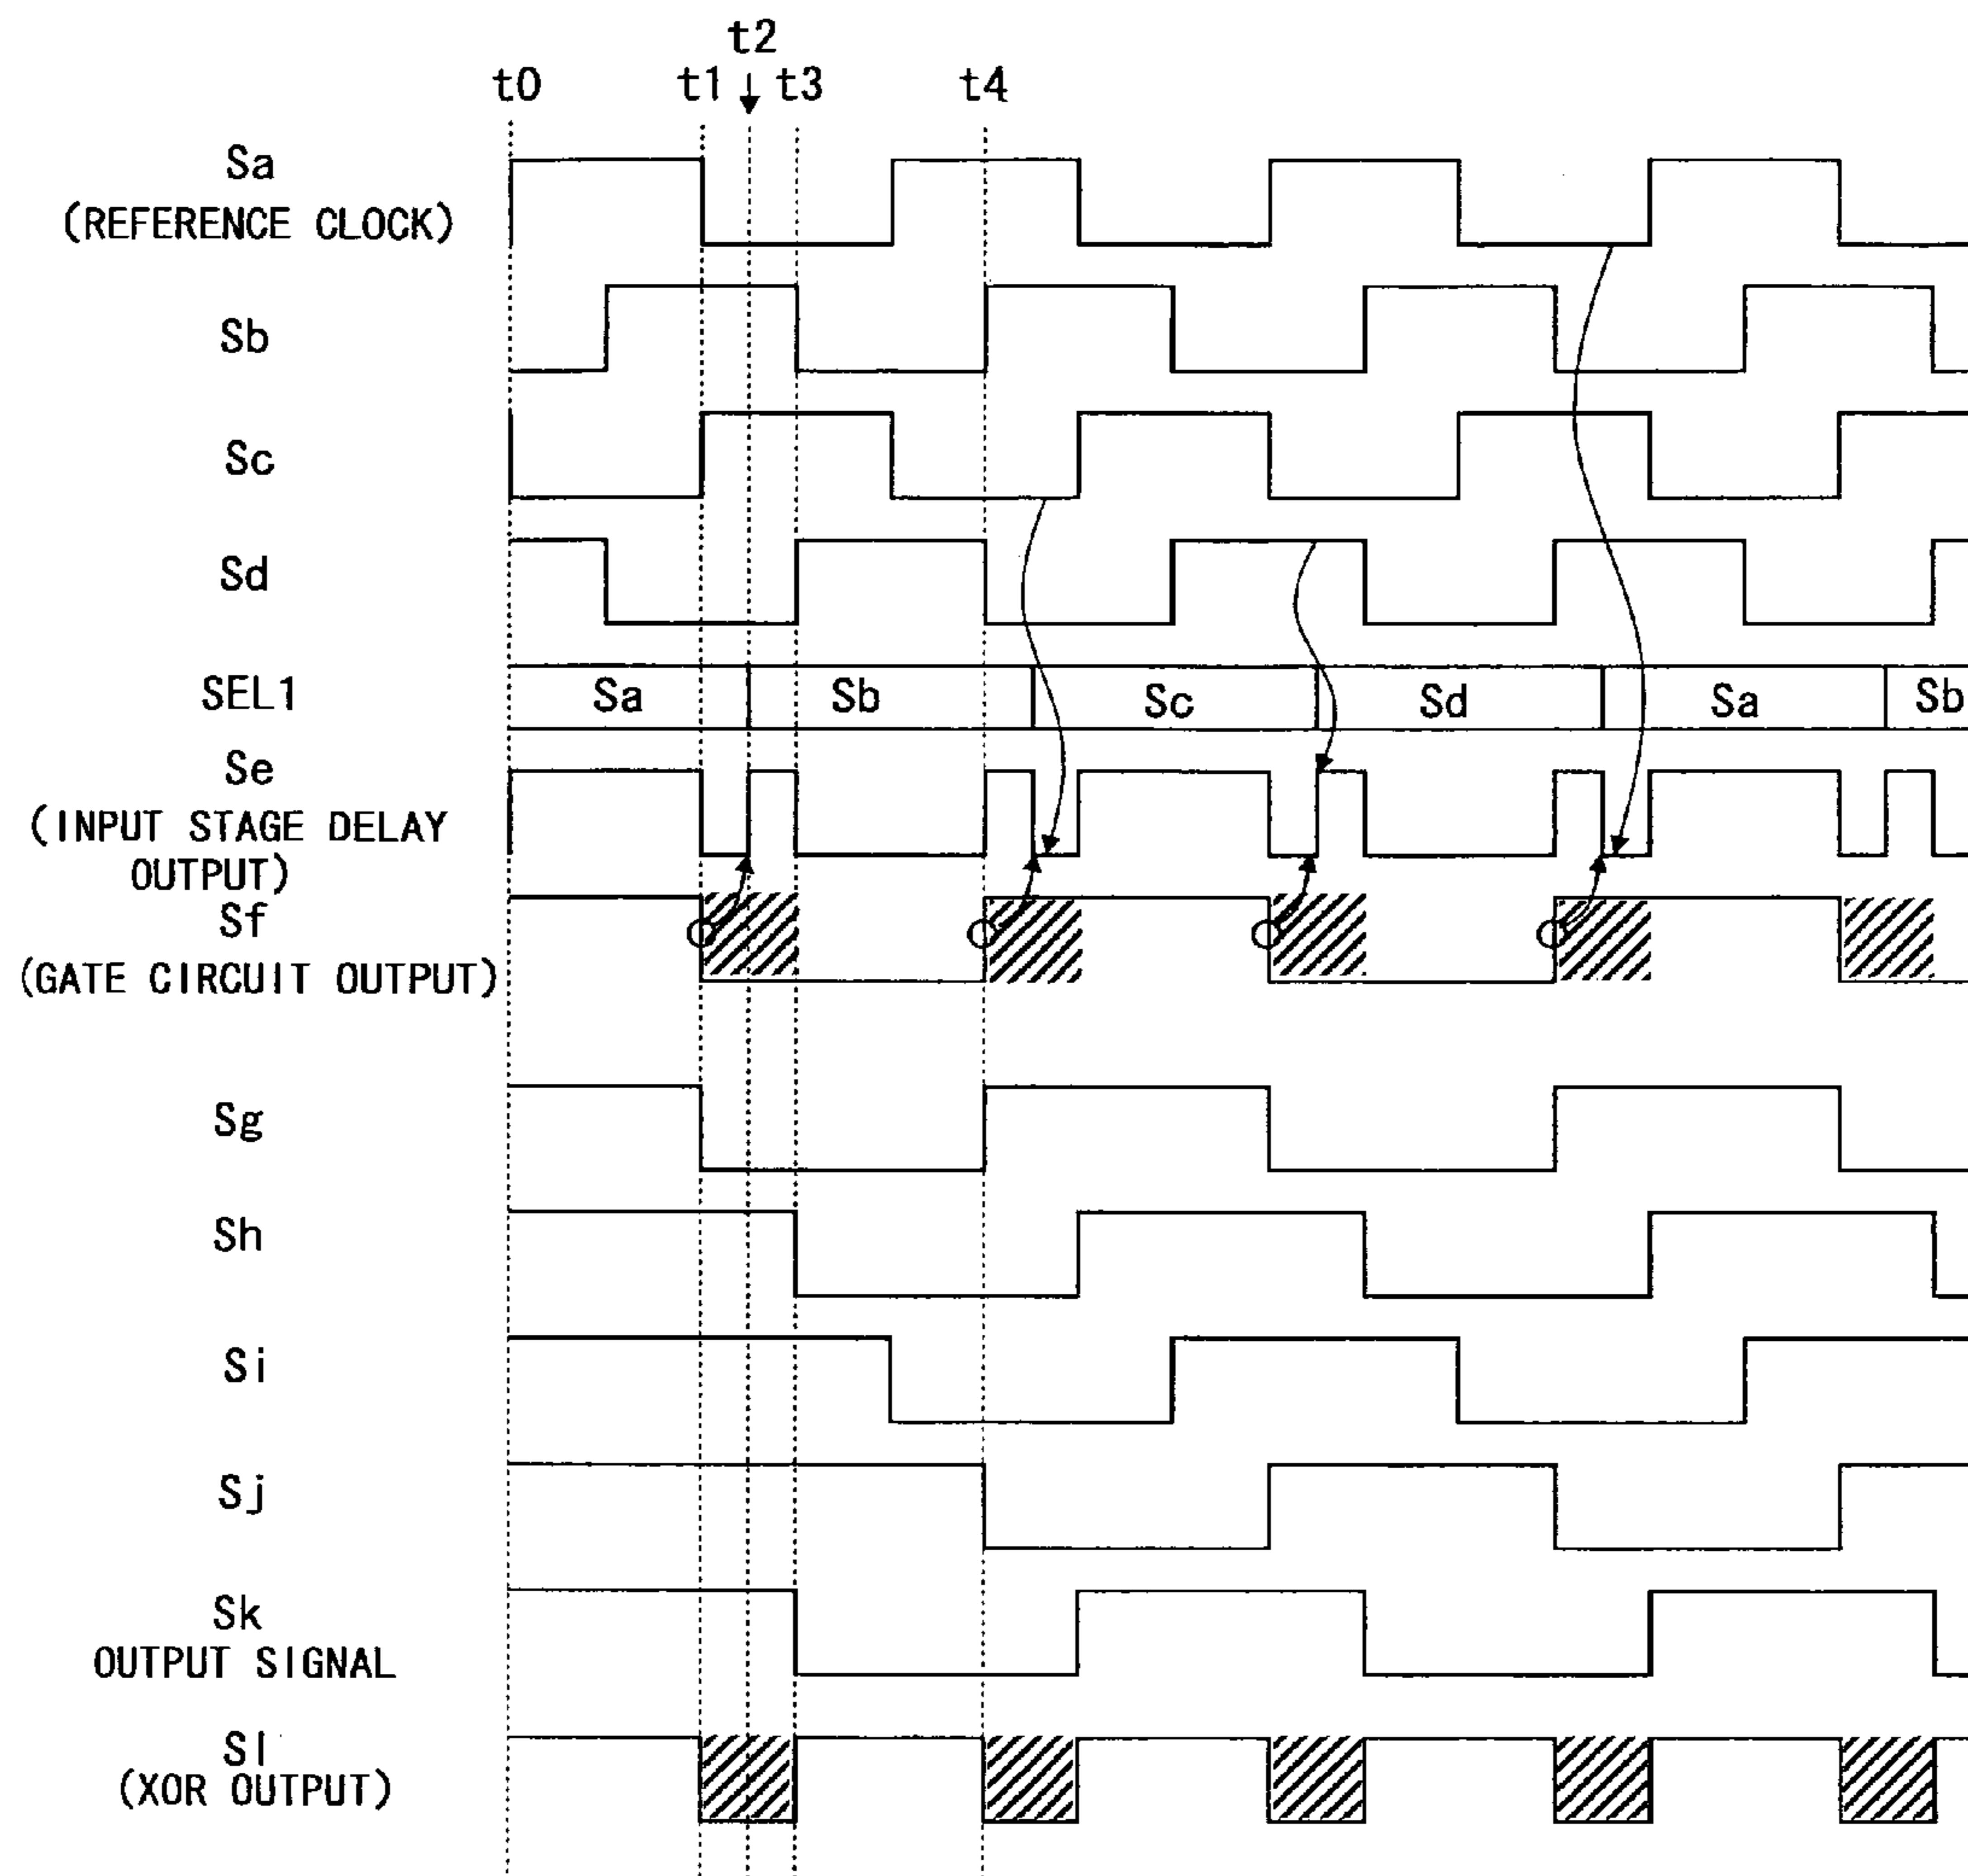 t2
t0 t1 t3 t4
Sa
(REFERENCE CLOCK)
Sb
Sc
Sd
SEL1 Sa Sb Sc Sd Sa Sb
Se
(INPUT STAGE DELAY
OUTPUT)
Sf
(GATE CIRCUIT OUTPUT)
Sg
Sh
Si
Sj
Sk
OUTPUT SIGNAL
Sl
(XOR OUTPUT)